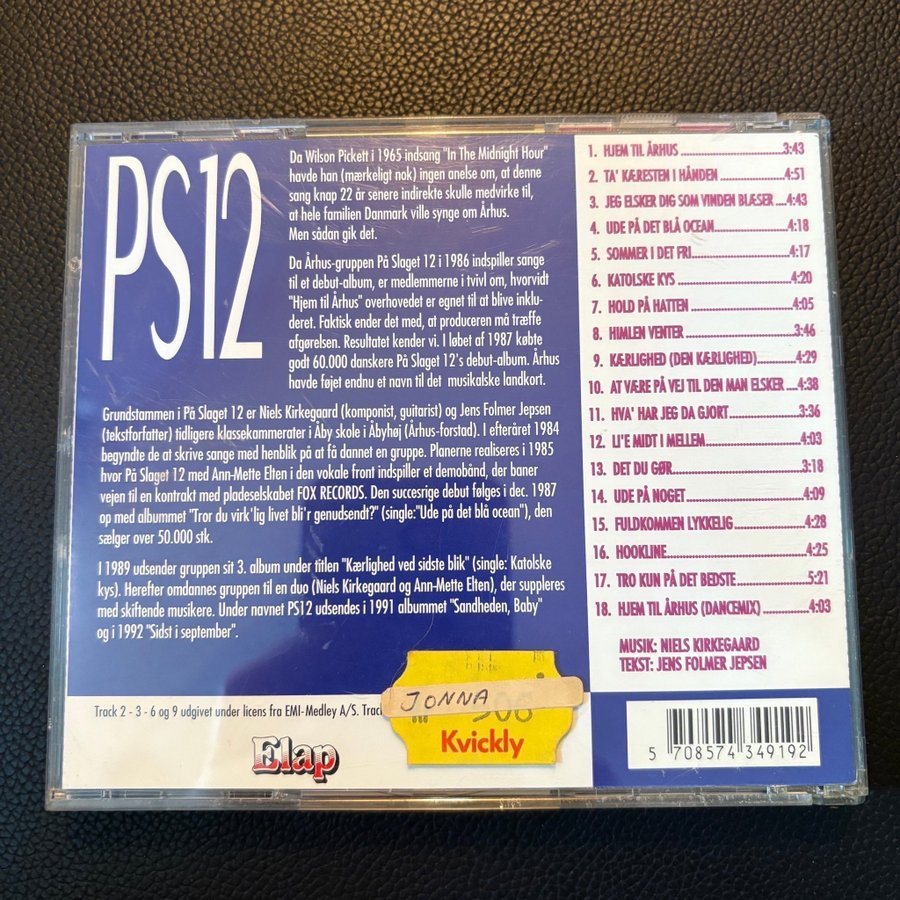 PS12
Da Wilson Pickett i 1965 indsang "In The Midnight Hour"
havde han (mærkeligt nok) ingen anelse om, at denne
sang knap 22 år senere indirekte skulle medvirke til,
at hele familien Danmark ville synge om Århus.
Men sådan gik det.
Da Århus-gruppen På Slaget 12 i 1986 indspiller sange
til et debut-album, er medlemmerne i tvivl om, hvorvidt
"Hjem til Århus" overhovedet er egnet til at blive inklu-
deret. Faktisk ender det med, at produceren må træffe
afgørelsen. Resultatet kender vi. I løbet af 1987 købte
godt 60.000 danskere På Slaget 12's debut-album. Århus
havde føjet endnu et navn til det musikalske landkort.
Grundstammen i På Slaget 12 er Niels Kirkegaard (komponist, guitarist) og Jens Folmer Jepsen
(tekstforfatter) tidligere klassekammerater i Åby skole i Åbyhøj (Århus-forstad). I efteråret 1984
begyndte de at skrive sange med henblik på at få dannet en gruppe. Planerne realiseres i 1985
hvor På Slaget 12 med Ann-Mette Elten i den vokale front indspiller et demobånd, der baner
vejen til en kontrakt med pladeselskabet FOX RECORDS. Den succesrige debut følges i dec. 1987
op med albummet "Tror du virk'lig livet bli'r genudsendt?" (single:"Ude på det blå ocean"), den
sælger over 50.000 stk.
I 1989 udsender gruppen sit 3. album under titlen "Kærlighed ved sidste blik" (single: Katolske
kys). Herefter omdannes gruppen til en duo (Niels Kirkegaard og Ann-Mette Elten), der suppleres
med skiftende musikere. Under navnet PS12 udsendes i 1991 albummet "Sandheden, Baby"
og i 1992 "Sidst i september".
Track 2 - 3 - 6 og 9 udgivet under licens fra EMI-Medley A/S. Trac
Elap
JONNA
Kvickly
1. HJEM TIL ÅRHUS ........................3:43
2. TA' KÆRESTEN I HÅNDEN ...............4:51
3. JEG ELSKER DIG SOM VINDEN BLÆSER ...4:43
4. UDE PÅ DET BLÅ OCEAN................4:18
5. SOMMER I DET FRI.....................4:17
6. KATOLSKE KYS ........................4:20
7. HOLD PÅ HATTEN ......................4:05
8. HIMLEN VENTER .......................3:46
9. KÆRLIGHED (DEN KÆRLIGHED)..........4:29
10. AT VÆRE PÅ VEJ TIL DEN MAN ELSKER ...4:38
11. HVA' HAR JEG DA GJORT................3:36
12. LI'E MIDT I MELLEM....................4:03
13. DET DU GØR...........................3:18
14. UDE PÅ NOGET.........................4:09
15. FULDKOMMEN LYKKELIG................4:28
16. HOOKLINE.............................4:25
17. TRO KUN PÅ DET BEDSTE...............5:21
18. HJEM TIL ÅRHUS (DANCEMIX) ..........4:03
MUSIK: NIELS KIRKEGAARD
TEKST: JENS FOLMER JEPSEN
5 708574 349192